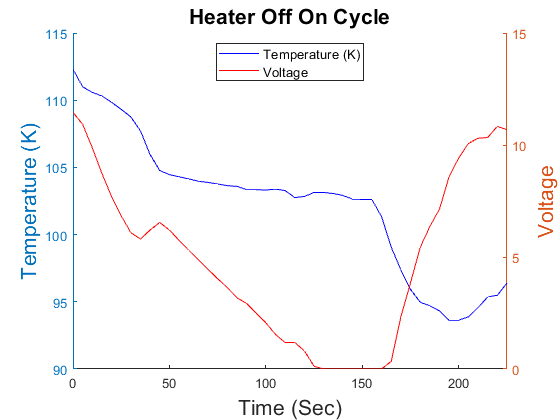 Heater Off On Cycle
Temperature (K)
Voltage
115
110
105
100
95
90
Temperature (K)
15
10
5
0
Voltage
0
50
100
150
200
Time (Sec)